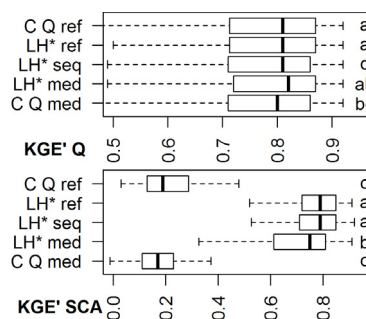 C Q ref a
LH* ref a
LH* seq
LH* med
C Q med
KGE' Q 0.5 0.6 0.7 0.8 0.9
C Q ref
LH* ref a
LH* seq a
LH* med
C Q med
KGE' SCA 0.0 0.2 0.4 0.6 0.8